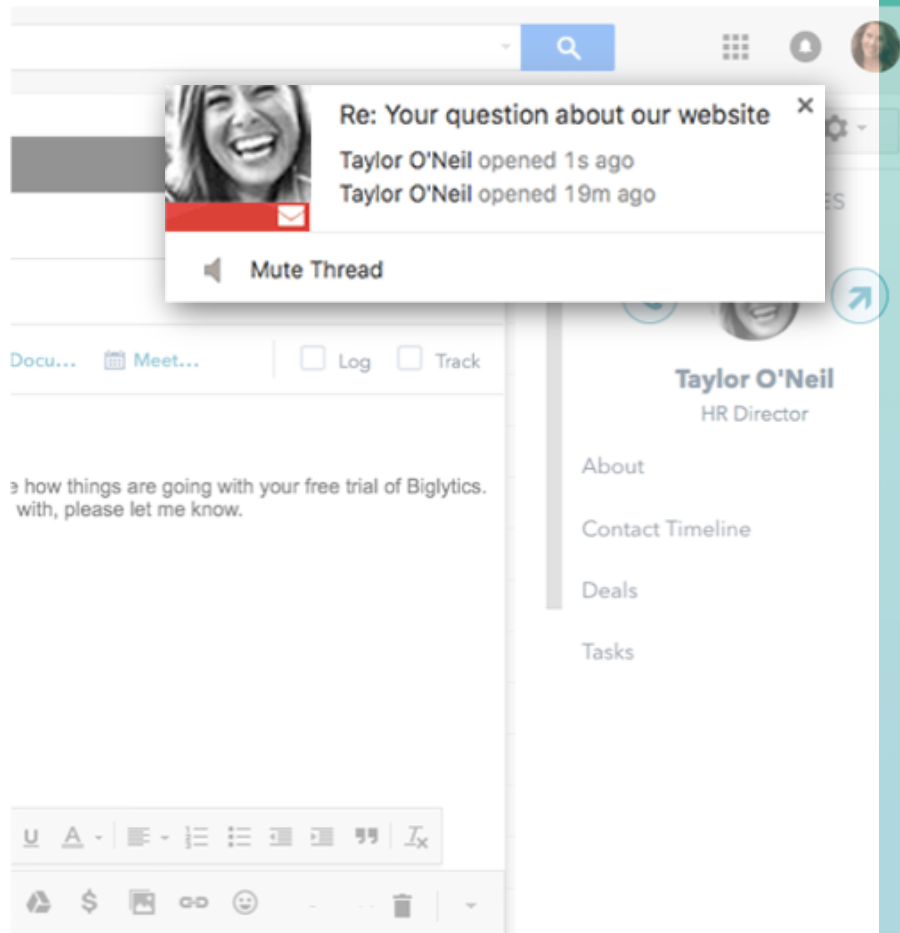 Re: Your question about our website
Taylor O'Neil opened 1s ago
Taylor O'Neil opened 19m ago
ES
Mute Thread
Docu... Meet... Log Track
Taylor O'Neil
HR Director
About
e how things are going with your free trial of Biglytics.
with, please let me know.
Contact Timeline
Deals
Tasks